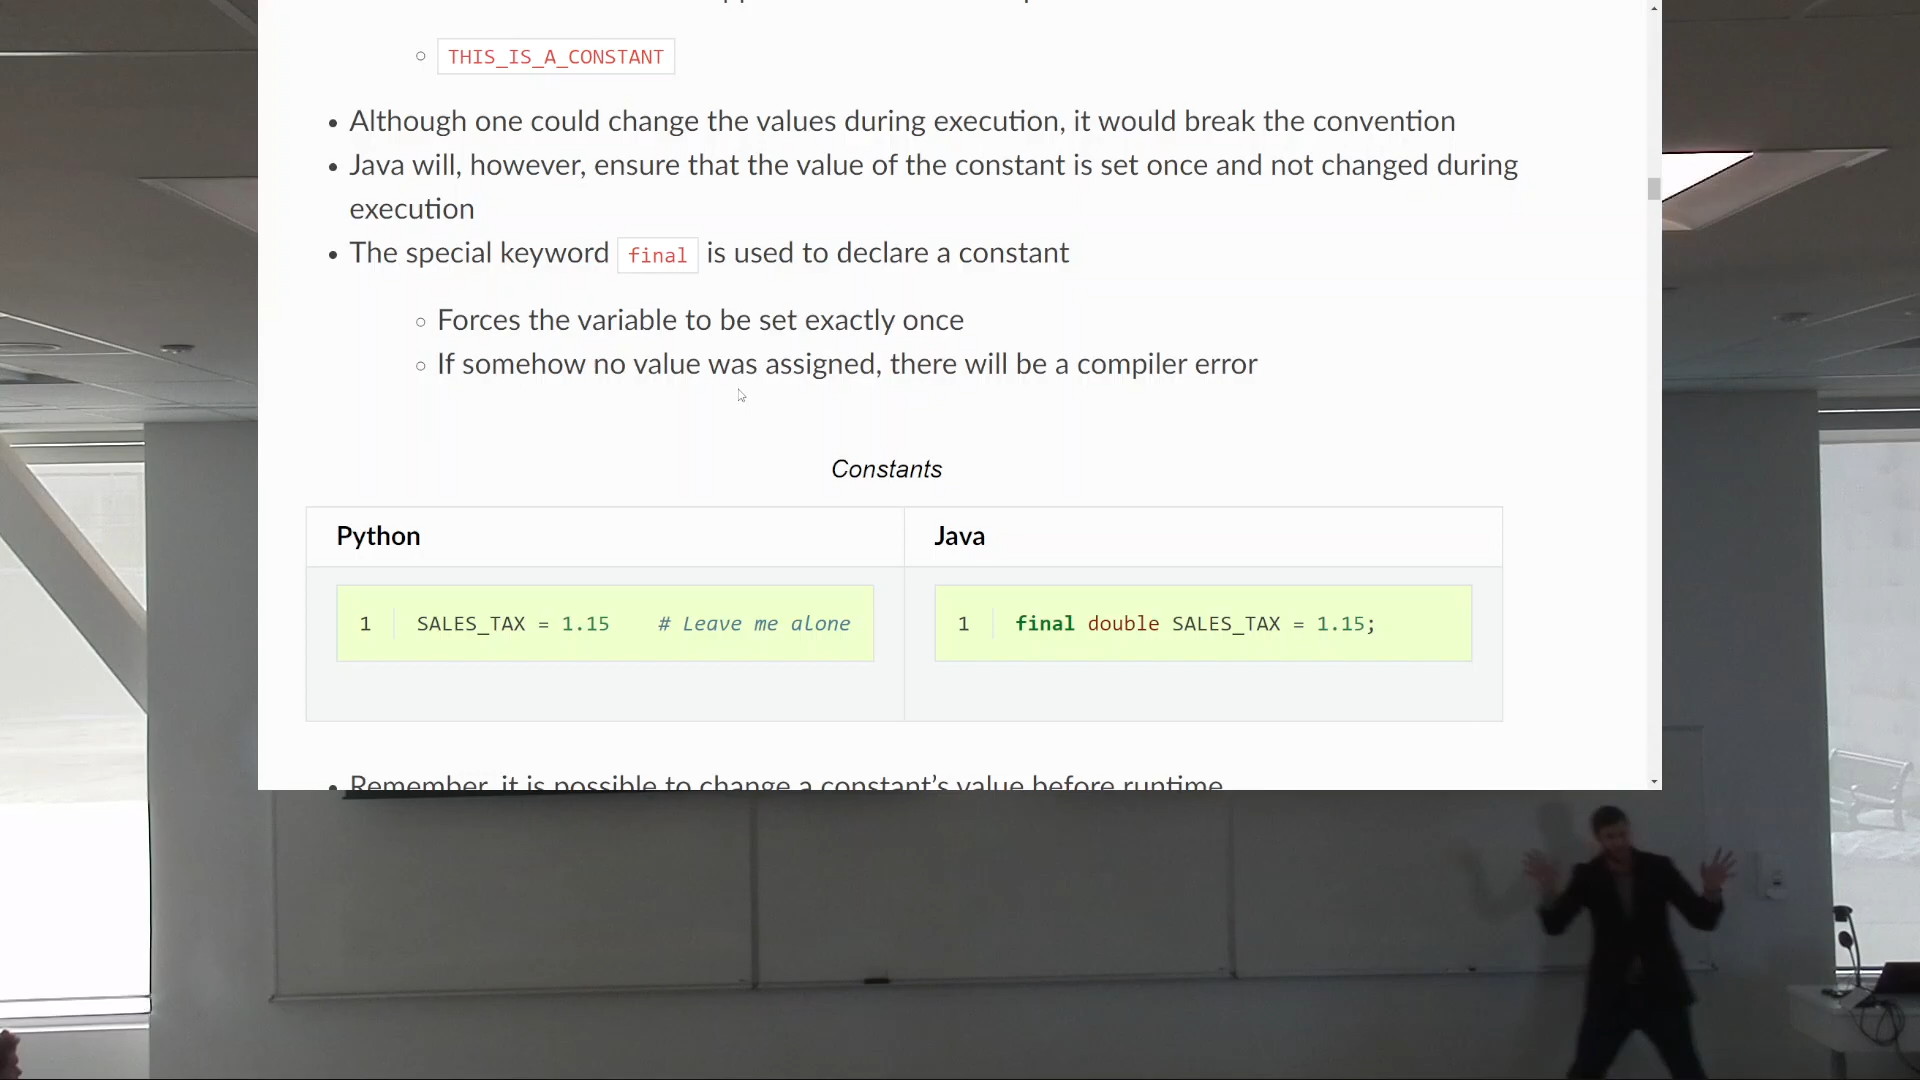 THIS_IS_A_CONSTANT
Although one could change the values during execution, it would break the convention
Java will, however, ensure that the value of the constant is set once and not changed during
execution
The special keyword final is used to declare a constant
Forces the variable to be set exactly once
If somehow no value was assigned, there will be a compiler error
Constants
Python
Java
1 SALES_TAX = 1.15 # Leave me alone
1 final double SALES_TAX = 1.15;
Remember, it is possible to change a constant's value before runtime